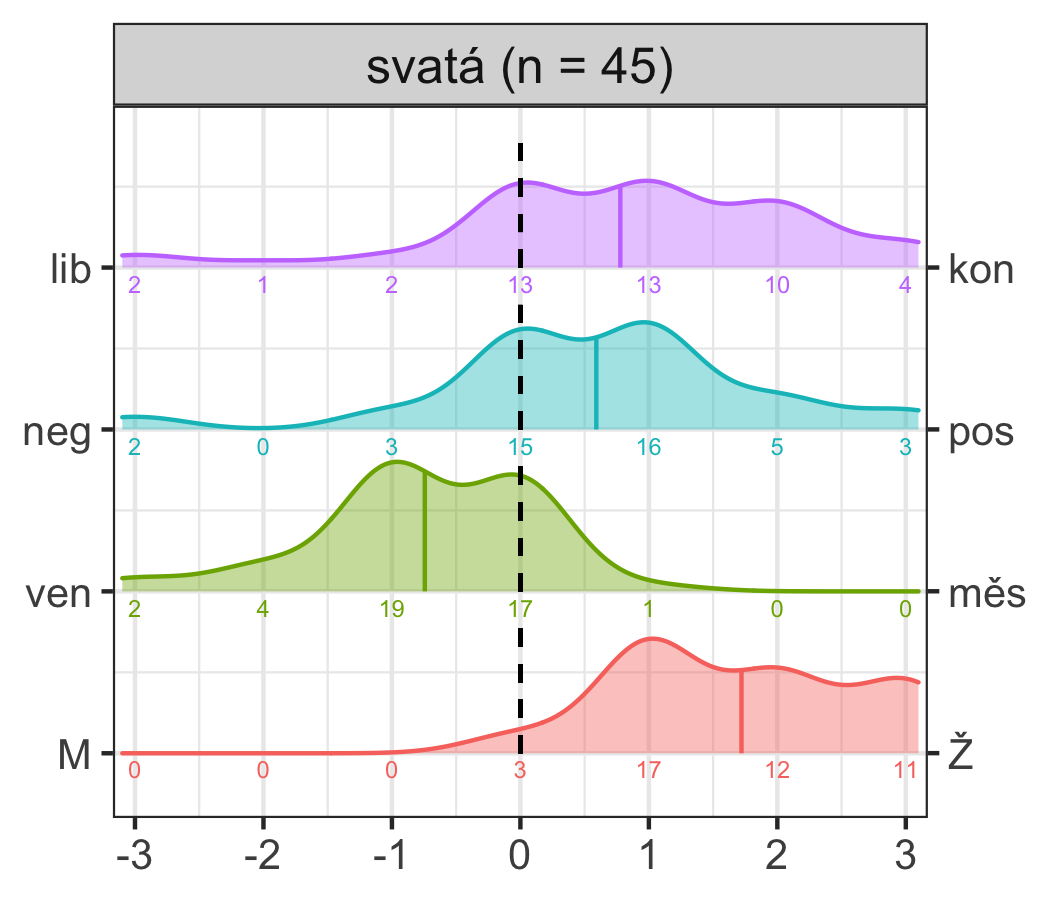 svatá (n = 45)
lib kon
2 1 2 13 13 10 4
neg pos
2 0 3 15 16 5 3
ven měs
2 4 19 17 1 0 0
M Ž
0 0 0 3 17 12 11
-3 -2 -1 0 1 2 3